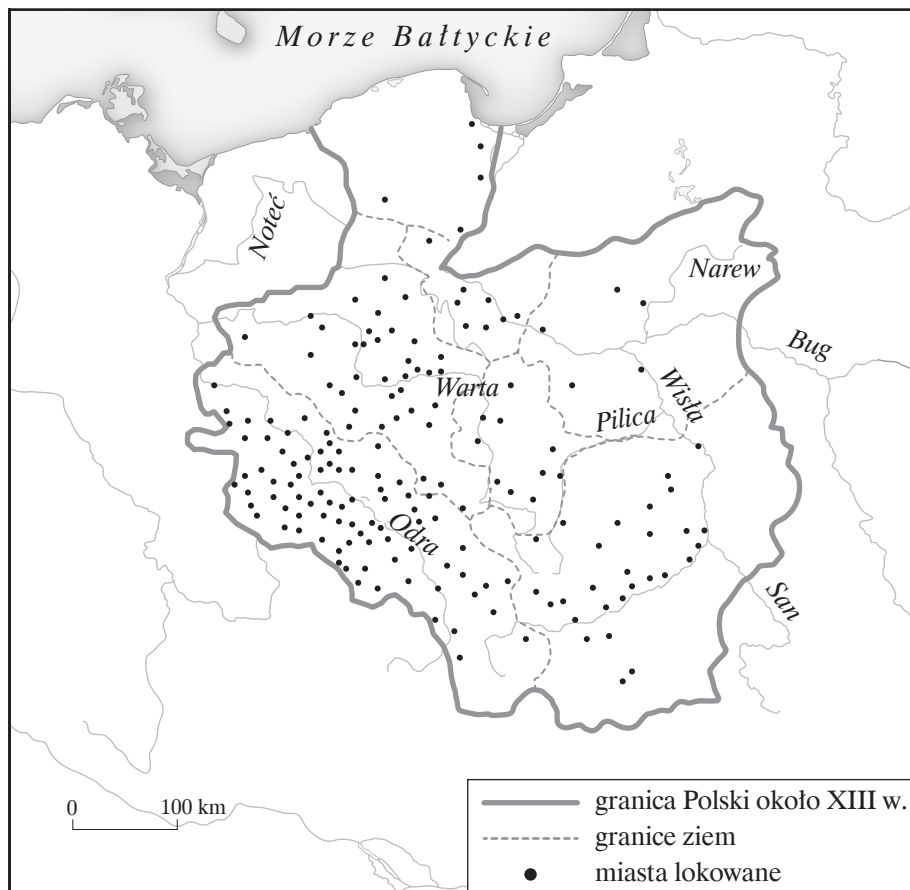 Morze Bałtyckie
Noteć
Narew
Bug
Warta
Wisła
Pilica
Odra
San
0 100 km
granica Polski około XIII w.
granice ziem
miasta lokowane